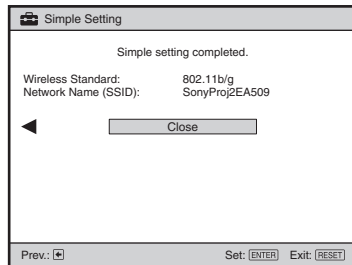 Simple Setting
Simple setting completed.
Wireless Standard: 802.11b/g
Network Name (SSID): SonyProj2EA509
Close
Prev.: Set: ENTER Exit: RESET